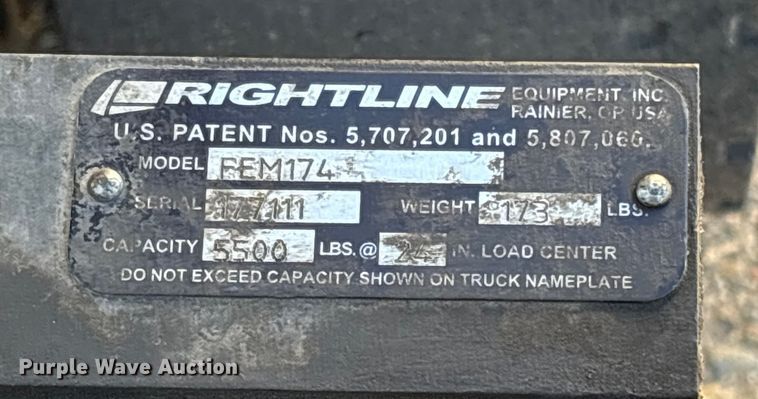 RIGHTLINE EQUIPMENT, INC.
RAINIER, OR USA
U.S. PATENT Nos. 5,707,201 and 5,807,060.
MODEL FEM174
SERIAL 177111 WEIGHT 173 LBS.
CAPACITY 5500 LBS.@ 24 IN. LOAD CENTER
DO NOT EXCEED CAPACITY SHOWN ON TRUCK NAMEPLATE
Purple Wave Auction